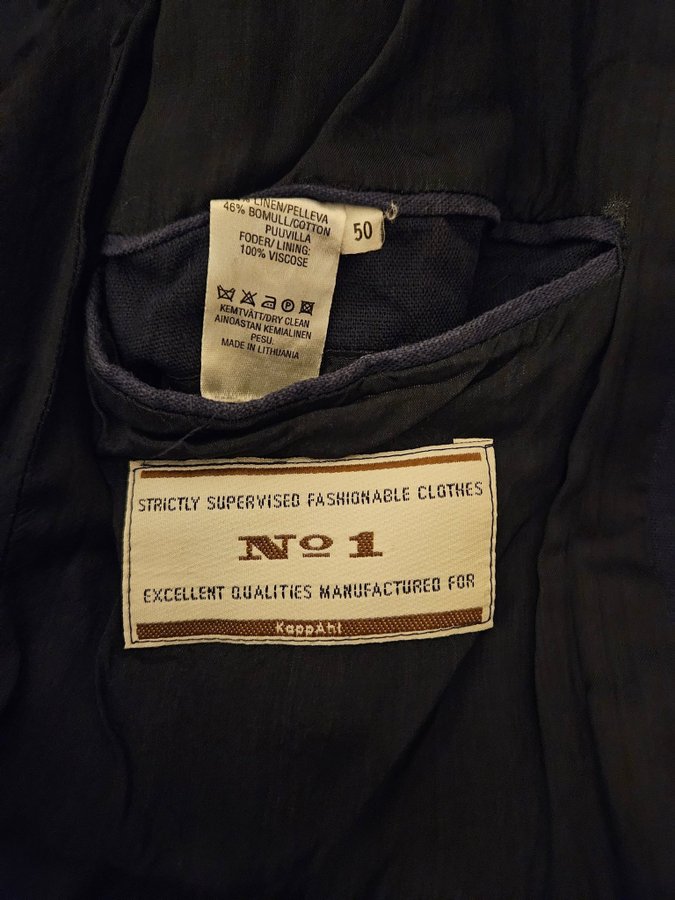 LINEN/PELLEVA
46% BOMULL/COTTON
PUUVILLA
FODER/ LINING:
100% VISCOSE
50
KEMTVÄTT/DRY CLEAN
AINOASTAN KEMIALINEN
PESU.
MADE IN LITHUANIA
STRICTLY SUPERVISED FASHIONABLE CLOTHES
Nº 1
EXCELLENT QUALITIES MANUFACTURED FOR
KappAhl